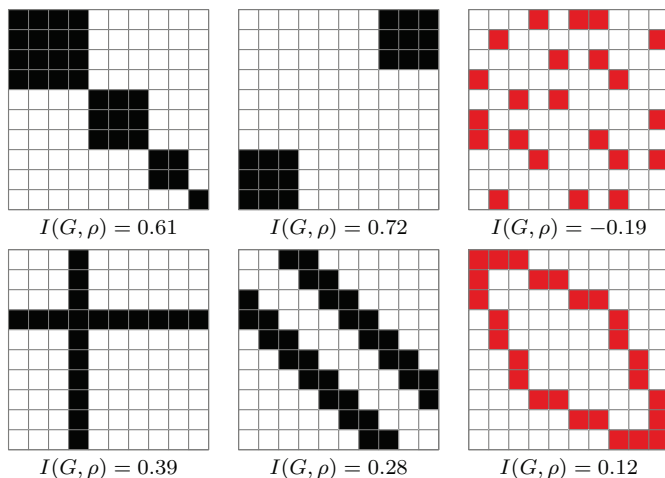 I(G, ρ) = 0.61
I(G, ρ) = 0.72
I(G, ρ) = −0.19
I(G, ρ) = 0.39
I(G, ρ) = 0.28
I(G, ρ) = 0.12